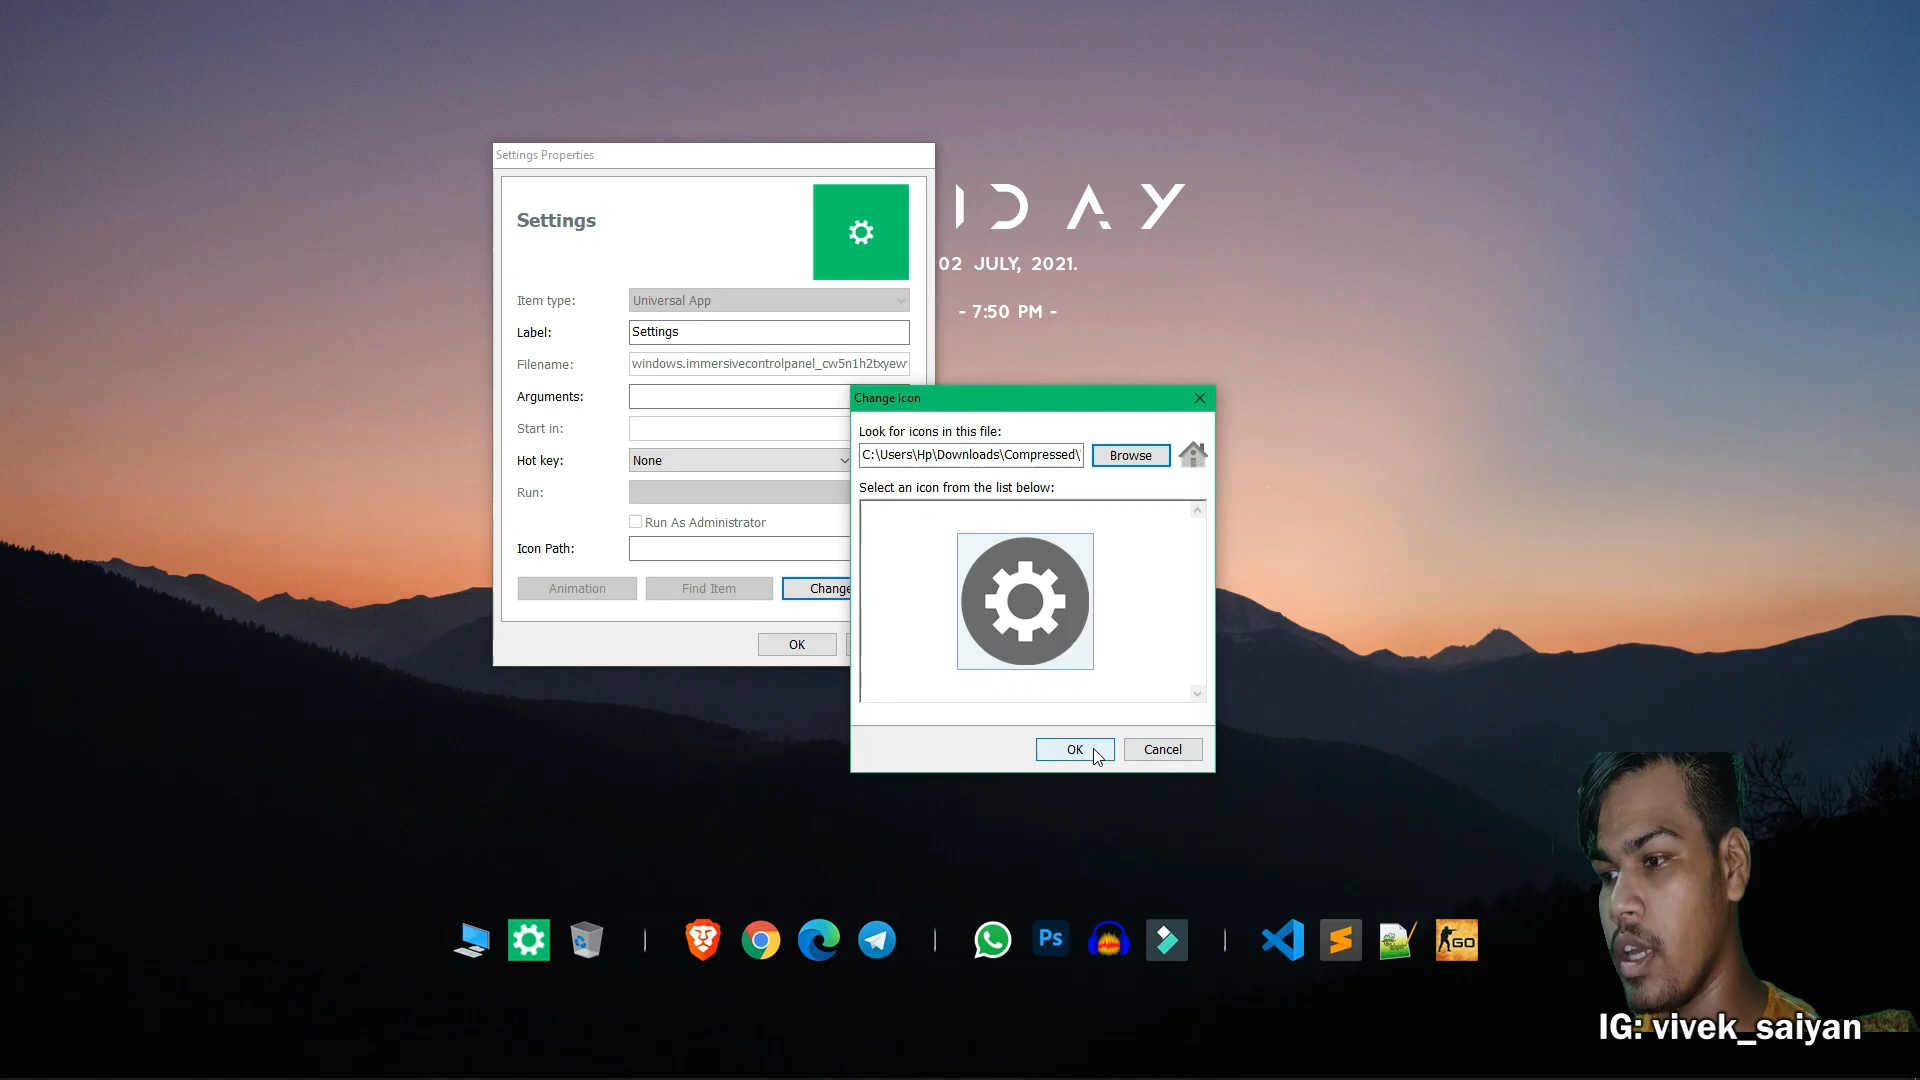 Settings Properties
Settings
Item type:
Universal App
Label:
Settings
Filename:
windows.immersivecontrolpanel_cw5n1h2txyew
Arguments:
Start in:
Hot key:
None
Run:
Run As Administrator
Icon Path:
Animation
Find Item
Change
OK
IDAY
02 JULY, 2021.
- 7:50 PM -
Change Icon
Look for icons in this file:
C:\Users\Hp\Downloads\Compressed\
Browse
Select an icon from the list below:
OK
Cancel
Ps
GO
IG: vivek_saiyan